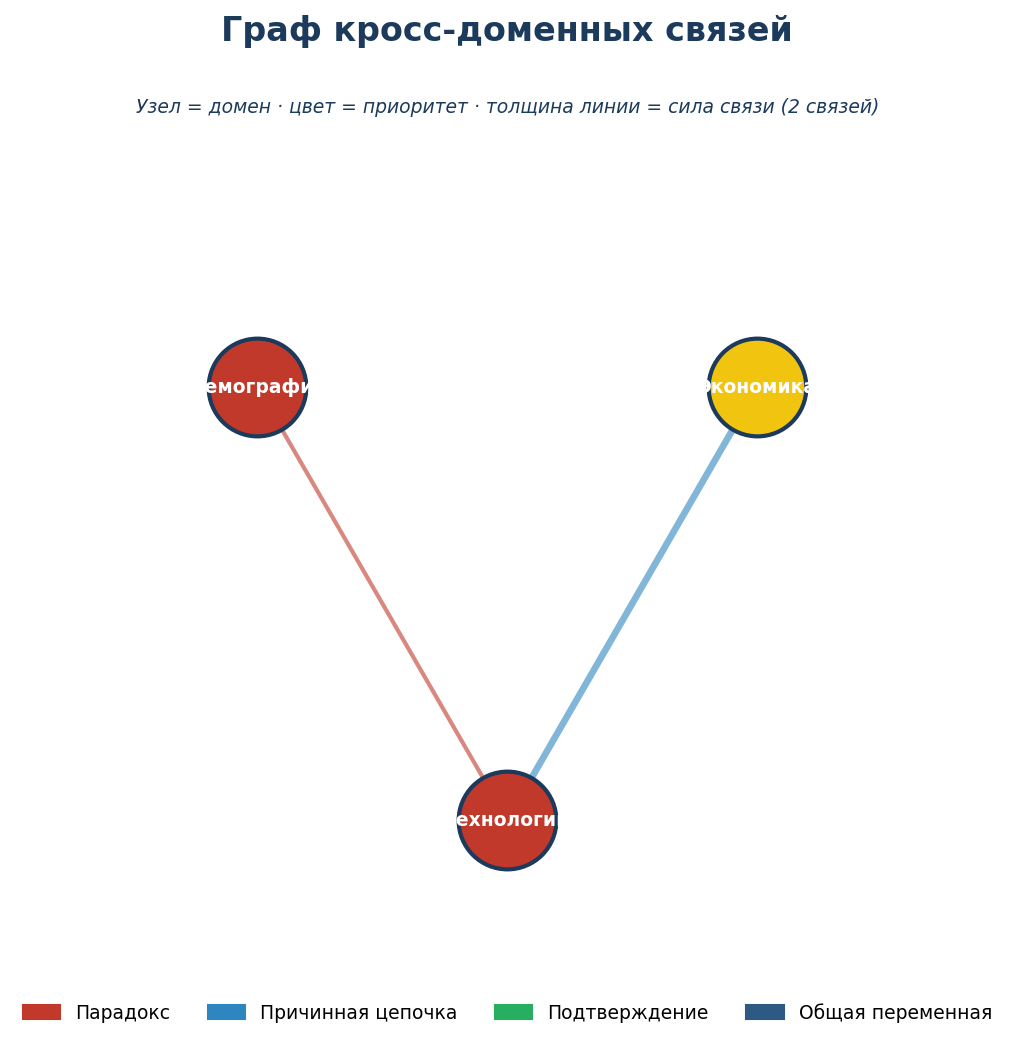 Граф кросс-доменных связей
Узел = домен · цвет = приоритет · толщина линии = сила связи (2 связей)
емографи
Экономика
ехнологи
Парадокс
Причинная цепочка
Подтверждение
Общая переменная